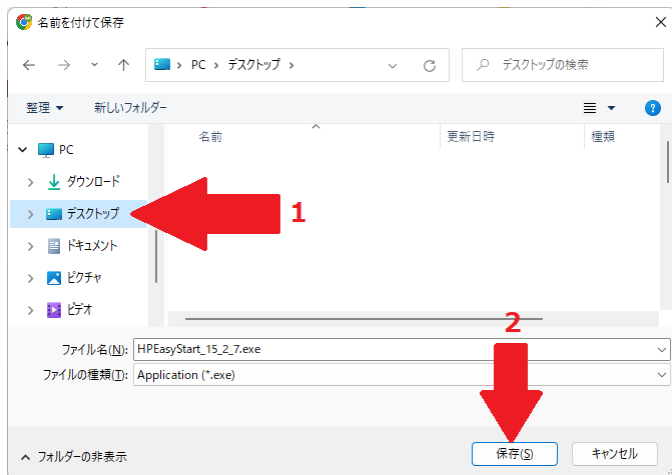 名前を付けて保存
PC › デスクトップ ›
デスクトップの検索
整理 新しいフォルダー
名前 更新日時 種類
PC
ダウンロード
デスクトップ 1
ドキュメント
ピクチャ
ビデオ
2
ファイル名(N): HPEasyStart_15_2_7.exe
ファイルの種類(T): Application (*.exe)
フォルダーの非表示 保存(S) キャンセル